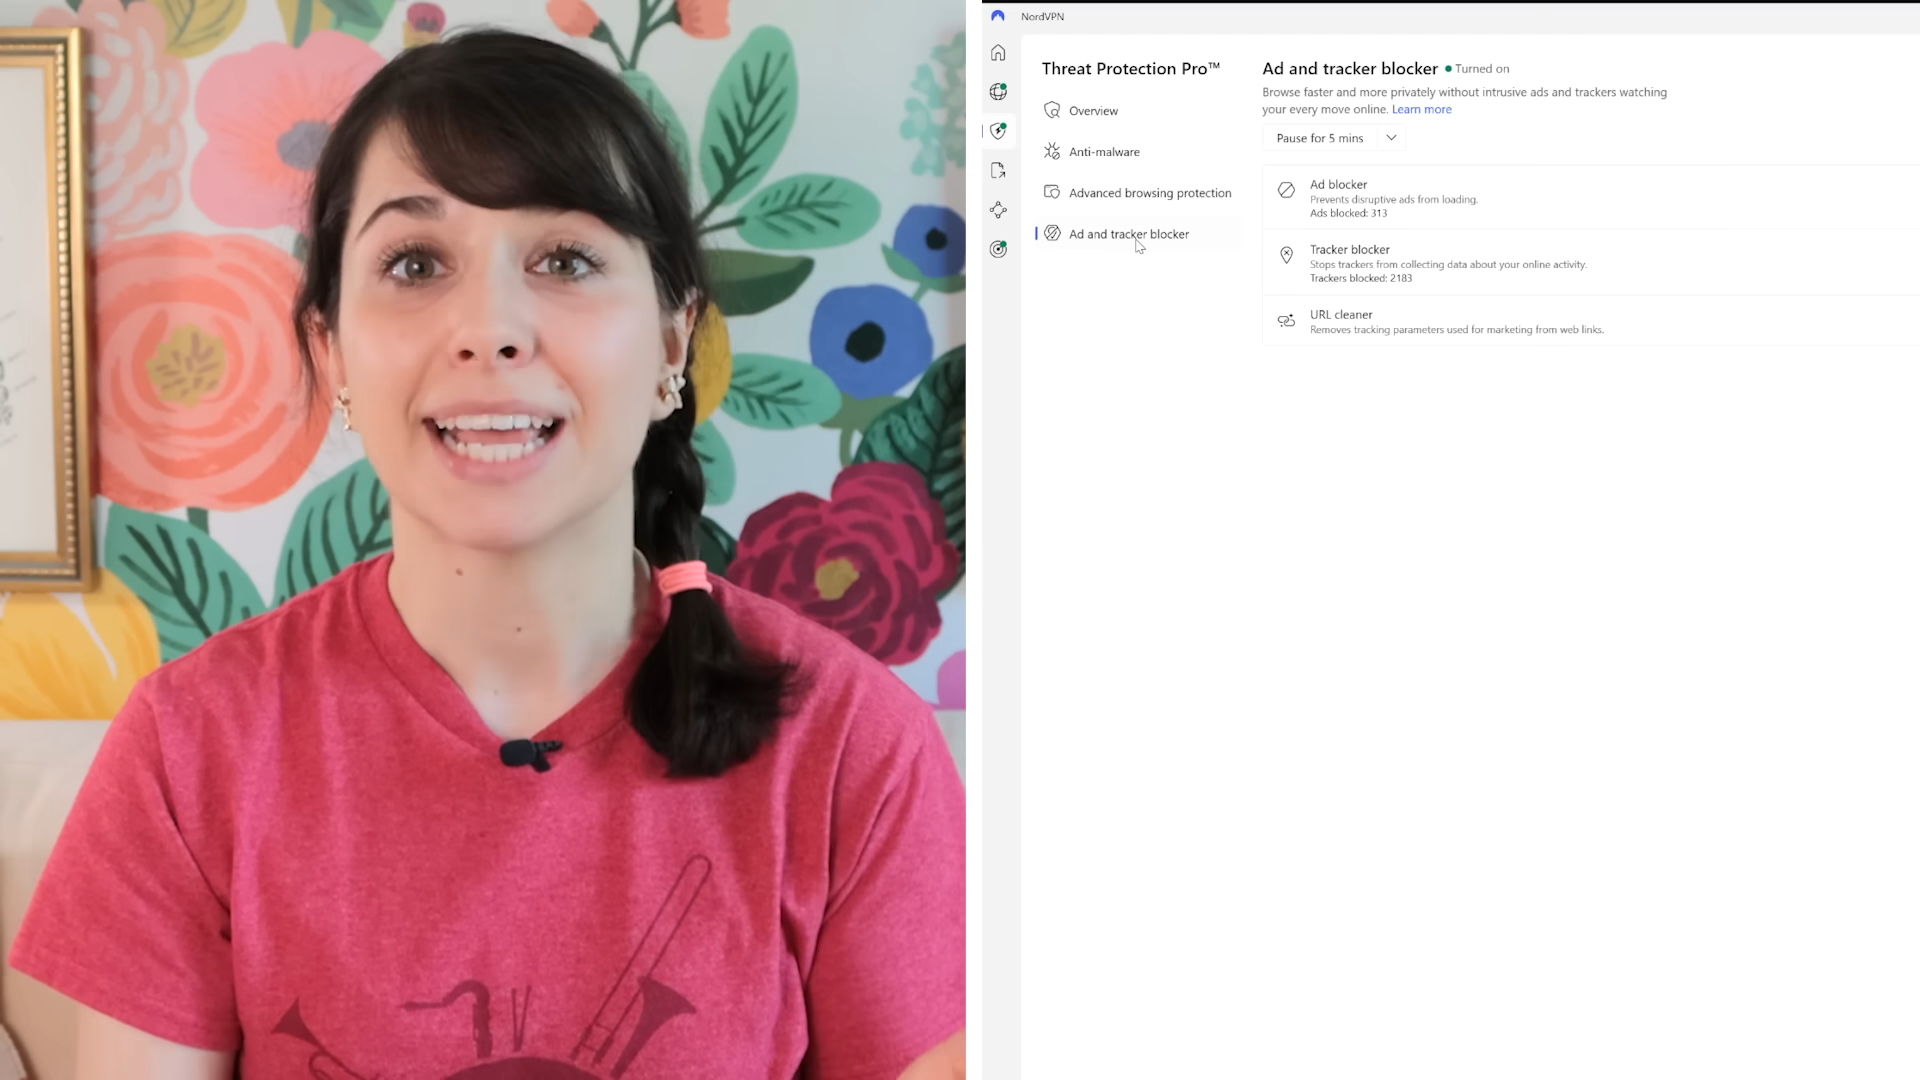 NordVPN
Threat Protection Pro™
Overview
Anti-malware
Advanced browsing protection
Ad and tracker blocker
Ad and tracker blocker
Turned on
Browse faster and more privately without intrusive ads and trackers watching
your every move online. Learn more
Pause for 5 mins
Ad blocker
Prevents disruptive ads from loading.
Ads blocked: 313
Tracker blocker
Stops trackers from collecting data about your online activity.
Trackers blocked: 2183
URL cleaner
Removes tracking parameters used for marketing from web links.